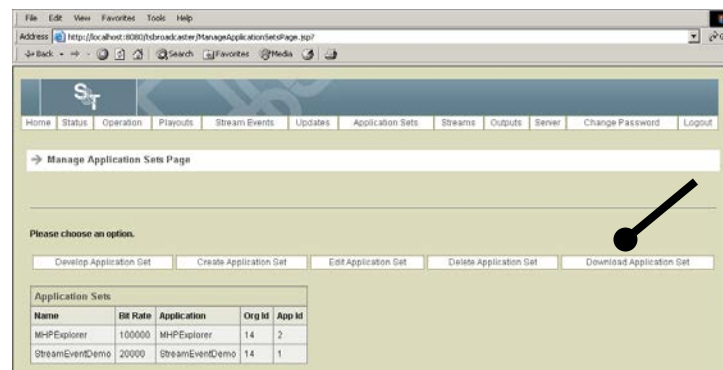 File Edit View Favorites Tools Help
Address http://localhost:8080/tsbroadcaster/ManageApplicationSetsPage.jsp?
Back Search Favorites Media
ST
Home Status Operation Playouts Stream Events Updates Application Sets Streams Outputs Server Change Password Logout
Manage Application Sets Page
Please choose an option.
Develop Application Set Create Application Set Edit Application Set Delete Application Set Download Application Set
Application Sets
Name Bit Rate Application Org Id App Id
MHPExplorer 100000 MHPExplorer 14 2
StreamEventDemo 20000 StreamEventDemo 14 1